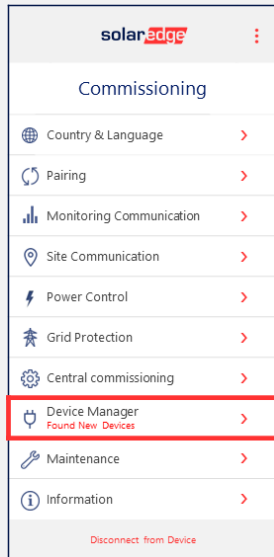 solaredge
Commissioning
Country & Language
Pairing
Monitoring Communication
Site Communication
Power Control
Grid Protection
Central commissioning
Device Manager
Found New Devices
Maintenance
Information
Disconnect from Device